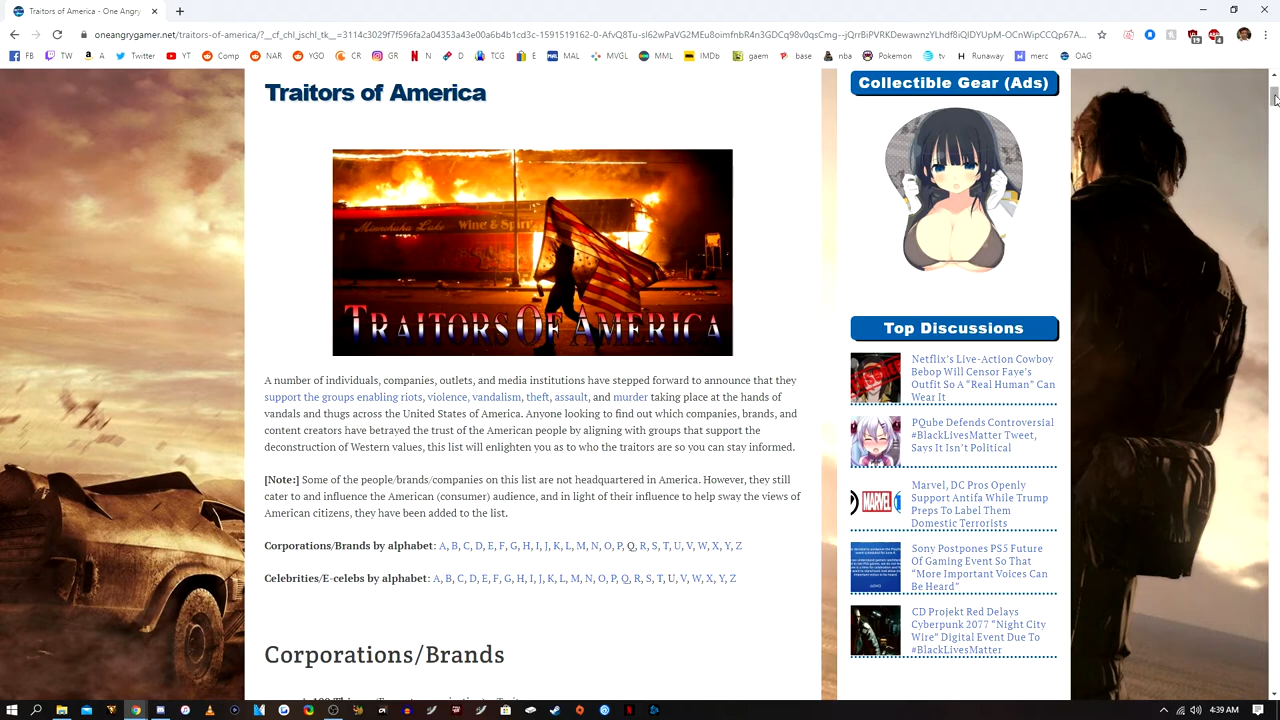 Traitors of America - One Angry
oneangrygamer.net/traitors-of-america/?__cf_chl_jschl_tk__=3114c3029f7f596fa2a04353a43e00a6b4b1cd3c-1591519162-0-
FB TW A Twitter YT Comp NAR YGO CR GR N D TCG E MAL MVGL MML IMDb gaem base nba Pokemon tv Runaway merc OAG
Traitors of America
Minnehaha Lake Wine & Spirits
TRAITORS OF AMERICA
A number of individuals, companies, outlets, and media institutions have stepped forward to announce that they
support the groups enabling riots, violence, vandalism, theft, assault, and murder taking place at the hands of
vandals and thugs across the United States of America. Anyone looking to find out which companies, brands, and
content creators have betrayed the trust of the American people by aligning with groups that support the
deconstruction of Western values, this list will enlighten you as to who the traitors are so you can stay informed.
[Note:] Some of the people/brands/companies on this list are not headquartered in America. However, they still
cater to and influence the American (consumer) audience, and in light of their influence to help sway the views of
American citizens, they have been added to the list.
Corporations/Brands by alphabet: A, B, C, D, E, F, G, H, I, J, K, L, M, N, O, P, Q, R, S, T, U, V, W, X, Y, Z
Celebrities/E-celebs by alphabet: A, B, C, D, E, F, G, H, I, J, K, L, M, N, O, P, Q, R, S, T, U, V, W, X, Y, Z
Corporations/Brands
Collectible Gear (Ads)
Top Discussions
Netflix's Live-Action Cowboy
Bebop Will Censor Faye's
Outfit So A "Real Human" Can
Wear It
PQube Defends Controversial
#BlackLivesMatter Tweet,
Says It Isn't Political
MARVEL
Marvel, DC Pros Openly
Support Antifa While Trump
Preps To Label Them
Domestic Terrorists
Sony Postpones PS5 Future
Of Gaming Event So That
"More Important Voices Can
Be Heard"
CD Projekt Red Delays
Cyberpunk 2077 "Night City
Wire" Digital Event Due To
#BlackLivesMatter
4:39 AM